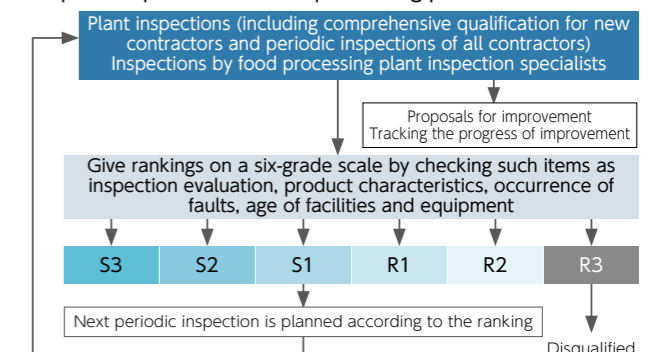 Plant inspections (including comprehensive qualification for new
contractors and periodic inspections of all contractors)
Inspections by food processing plant inspection specialists
Proposals for improvement
Tracking the progress of improvement
Give rankings on a six-grade scale by checking such items as
inspection evaluation, product characteristics, occurrence of
faults, age of facilities and equipment
S3 S2 S1 R1 R2 R3
Next periodic inspection is planned according to the ranking
Disqualified